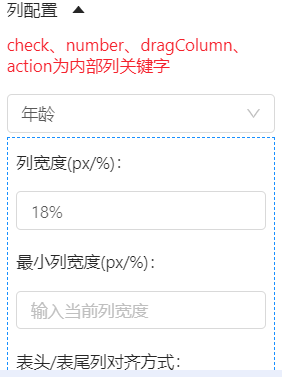 列配置
check、number、dragColumn、
action为内部列关键字
年龄
列宽度(px/%)：
18%
最小列宽度(px/%)：
输入当前列宽度
表头/表尾列对齐方式：